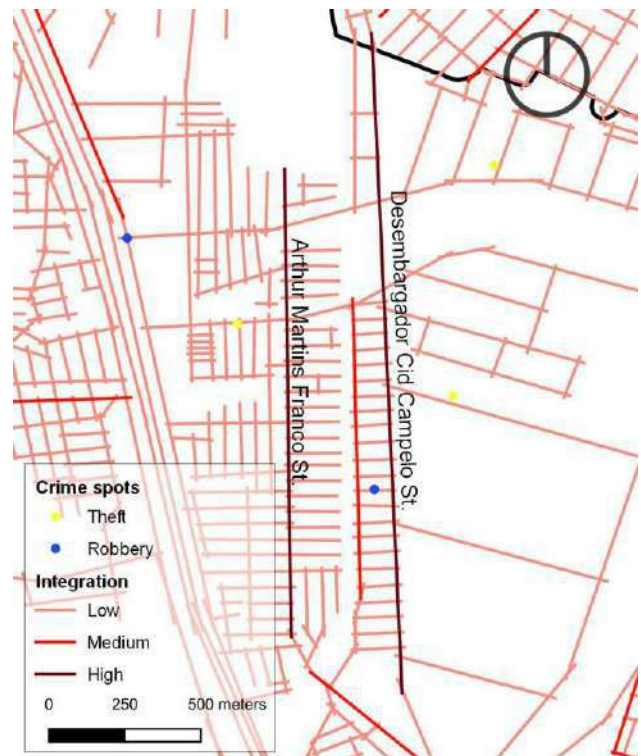 Desembargador Cid Campelo St.
Arthur Martins Franco St.
Crime spots
Theft
Robbery
Integration
Low
Medium
High
0 250 500 meters